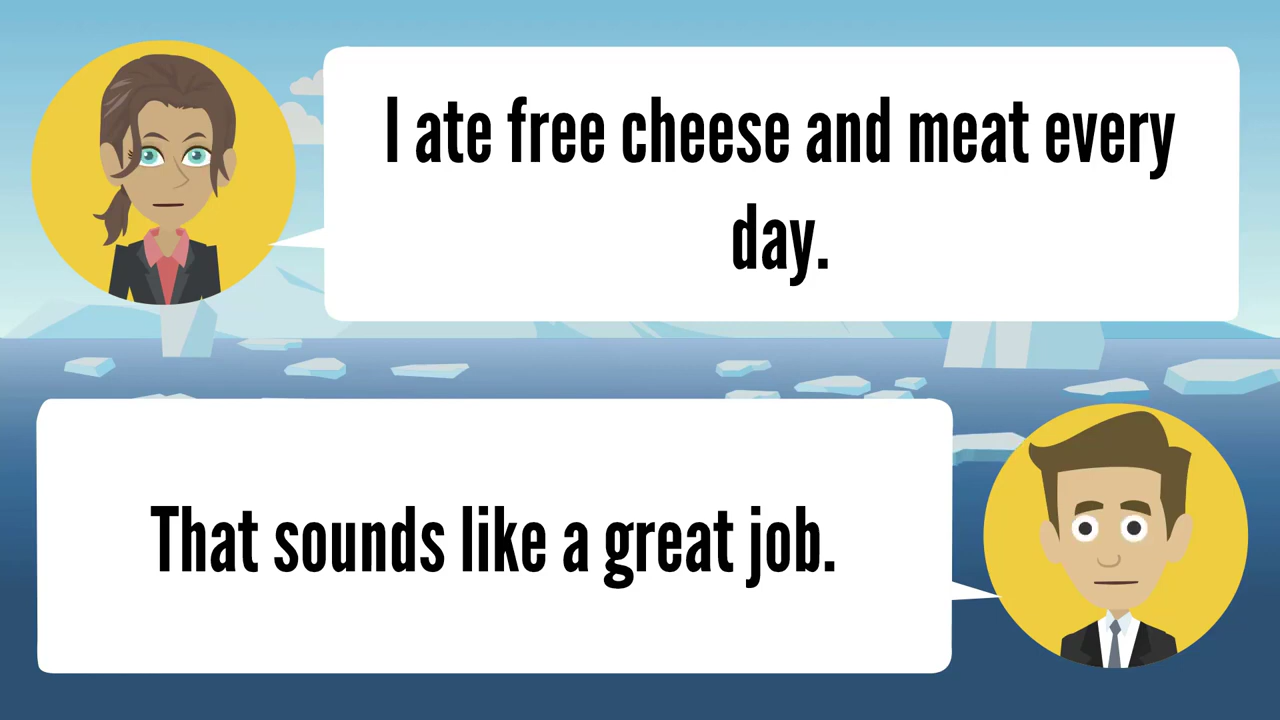 I ate free cheese and meat every
day.
That sounds like a great job.